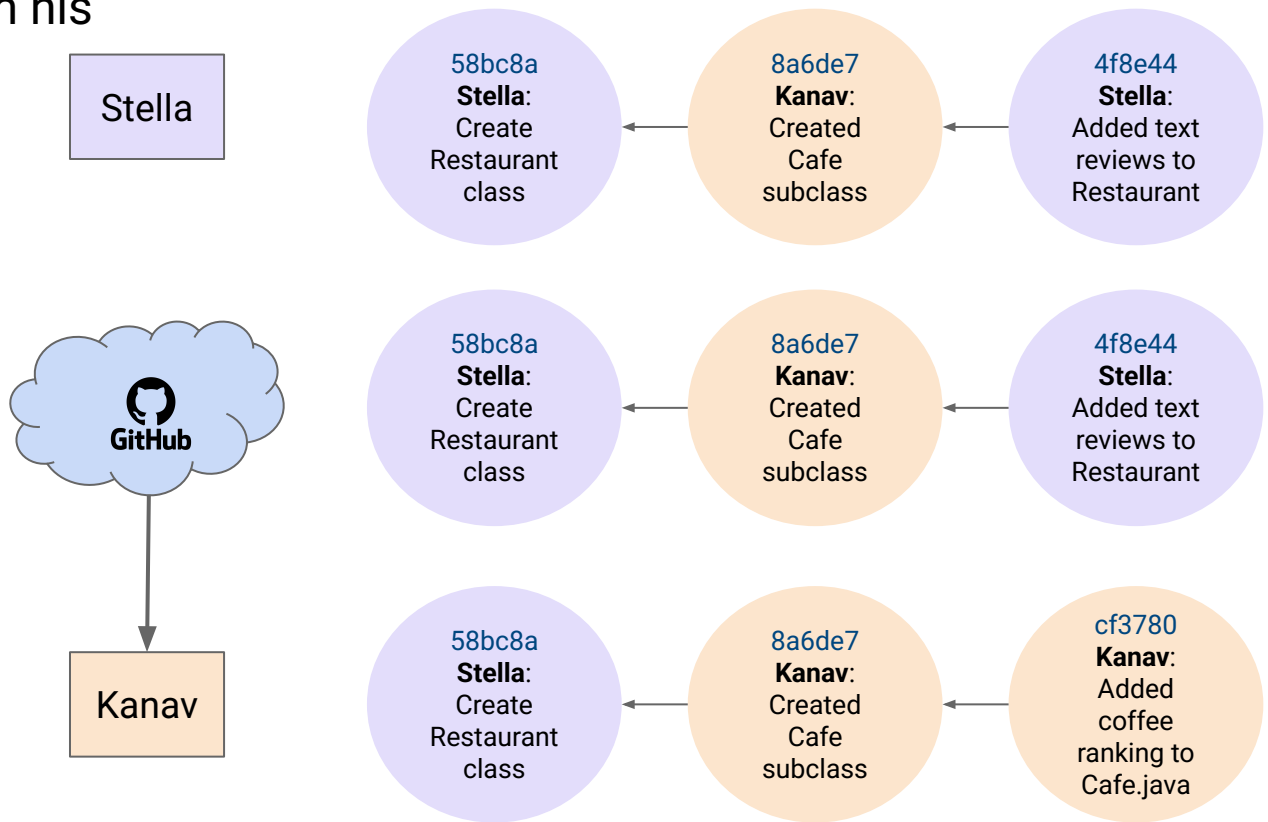 his
Stella
58bc8a
Stella:
Create
Restaurant
class
8a6de7
Kanav:
Created
Cafe
subclass
4f8e44
Stella:
Added text
reviews to
Restaurant
GitHub
58bc8a
Stella:
Create
Restaurant
class
8a6de7
Kanav:
Created
Cafe
subclass
4f8e44
Stella:
Added text
reviews to
Restaurant
Kanav
58bc8a
Stella:
Create
Restaurant
class
8a6de7
Kanav:
Created
Cafe
subclass
cf3780
Kanav:
Added
coffee
ranking to
Cafe.java